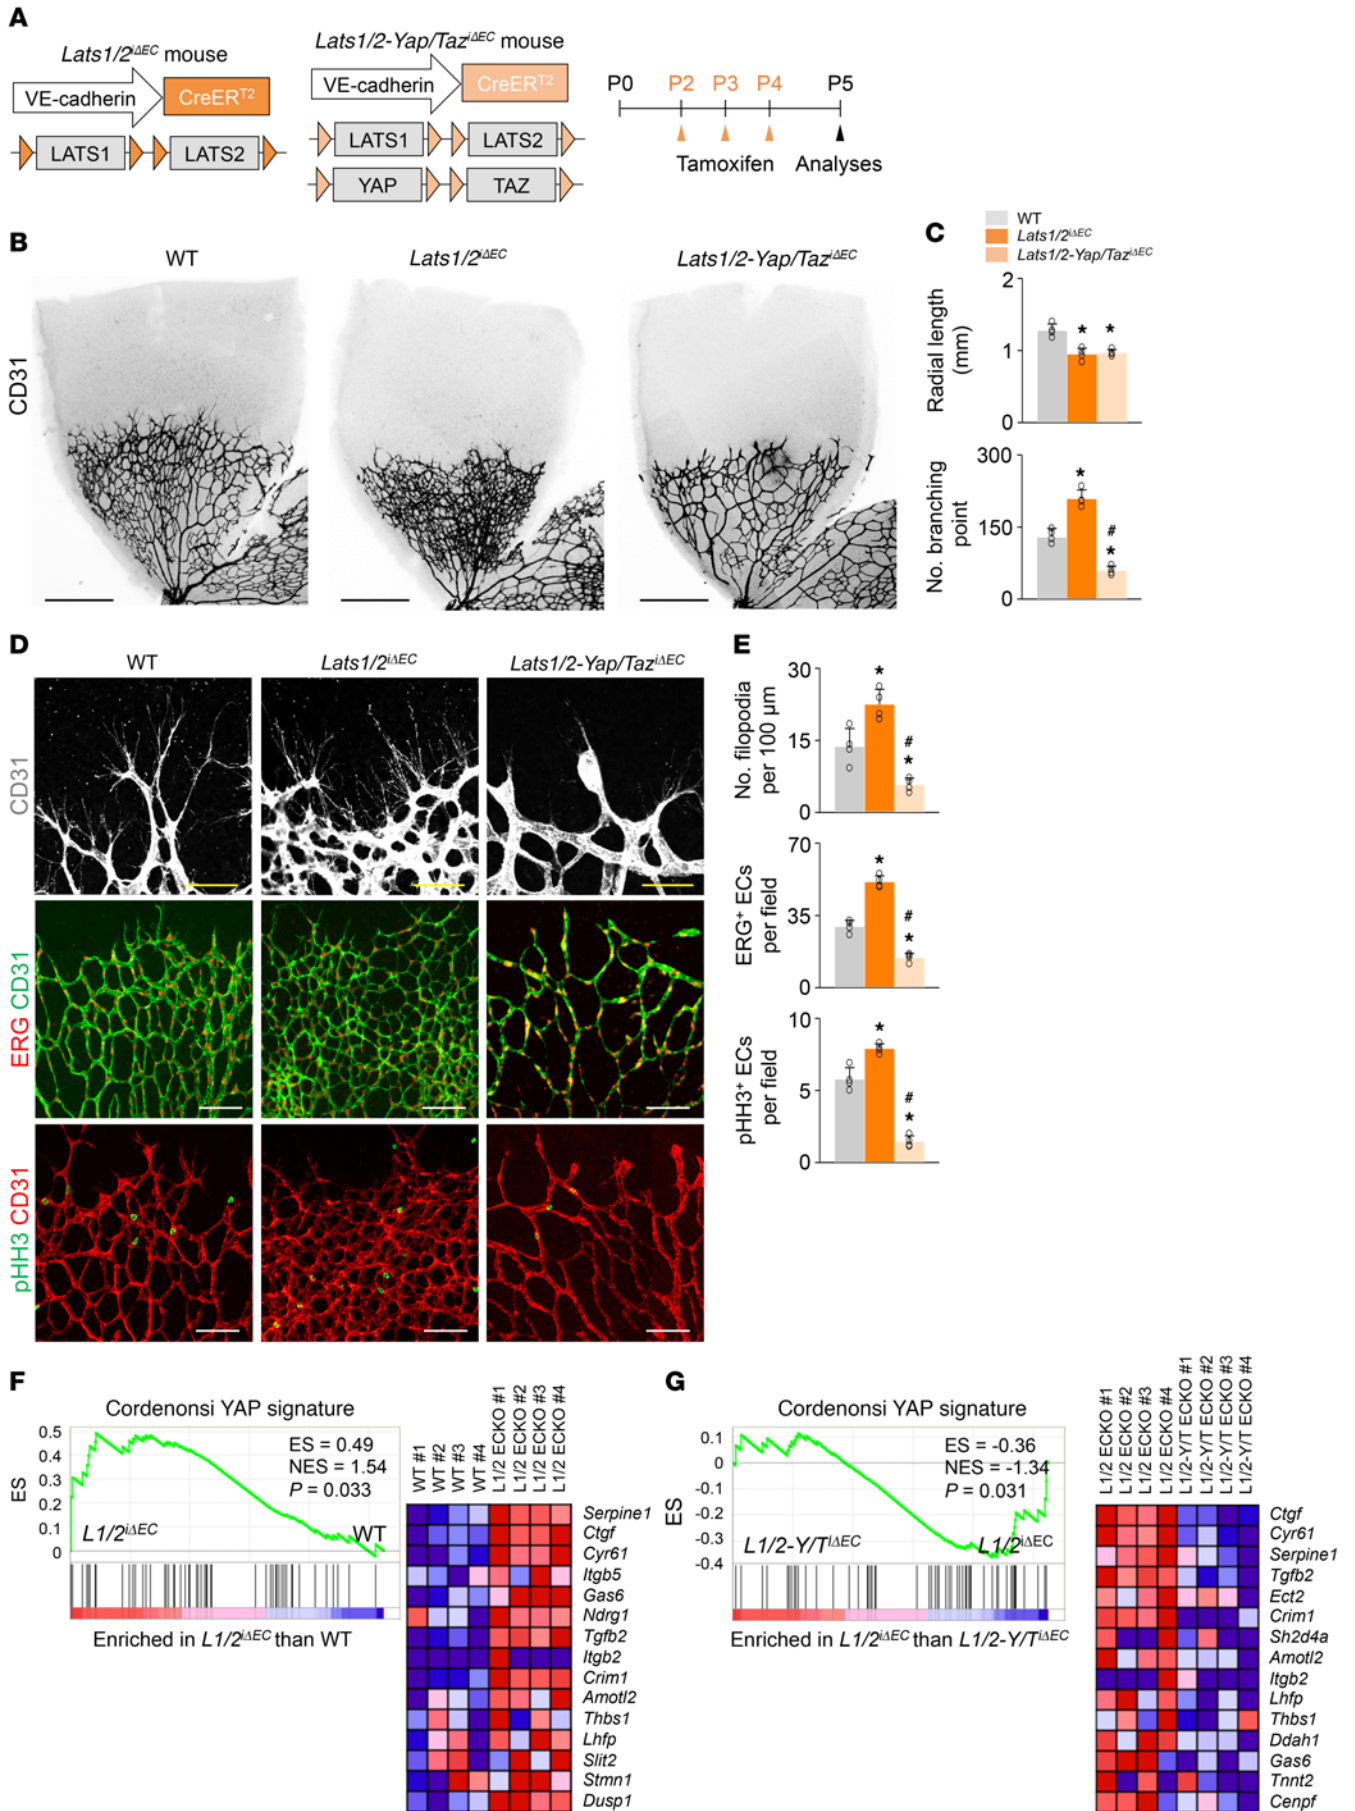 A
Lats1/2iΔEC mouse
VE-cadherin
CreERT2
LATS1
LATS2
Lats1/2-Yap/TaziΔEC mouse
VE-cadherin
CreERT2
LATS1
LATS2
YAP
TAZ
P0
P2
P3
P4
P5
Tamoxifen
Analyses
B
WT
Lats1/2iΔEC
Lats1/2-Yap/TaziΔEC
CD31
C
WT
Lats1/2iΔEC
Lats1/2-Yap/TaziΔEC
Radial length
(mm)
2
1
0
*
*
No. branching
point
300
150
0
*
#
*
D
WT
Lats1/2iΔEC
Lats1/2-Yap/TaziΔEC
CD31
ERG CD31
pHH3 CD31
E
No. filopodia
per 100 µm
30
15
0
*
#
*
ERG+ ECs
per field
70
35
0
*
#
*
pHH3+ ECs
per field
10
5
0
*
#
*
F
Cordenonsi YAP signature
ES
0.5
0.4
0.3
0.2
0.1
0
ES = 0.49
NES = 1.54
P = 0.033
L1/2iΔEC
WT
Enriched in L1/2iΔEC than WT
WT #1
WT #2
WT #3
WT #4
L1/2 ECKO #1
L1/2 ECKO #2
L1/2 ECKO #3
L1/2 ECKO #4
Serpine1
Ctgf
Cyr61
Itgb5
Gas6
Ndrg1
Tgfb2
Itgb2
Crim1
Amotl2
Thbs1
Lhfp
Slit2
Stmn1
Dusp1
G
Cordenonsi YAP signature
ES
0.1
0
-0.1
-0.2
-0.3
-0.4
ES = -0.36
NES = -1.34
P = 0.031
L1/2-Y/TiΔEC
L1/2iΔEC
Enriched in L1/2iΔEC than L1/2-Y/TiΔEC
L1/2 ECKO #1
L1/2 ECKO #2
L1/2 ECKO #3
L1/2 ECKO #4
L1/2-Y/T ECKO #1
L1/2-Y/T ECKO #2
L1/2-Y/T ECKO #3
L1/2-Y/T ECKO #4
Ctgf
Cyr61
Serpine1
Tgfb2
Ect2
Crim1
Sh2d4a
Amotl2
Itgb2
Lhfp
Thbs1
Ddah1
Gas6
Tnnt2
Cenpf